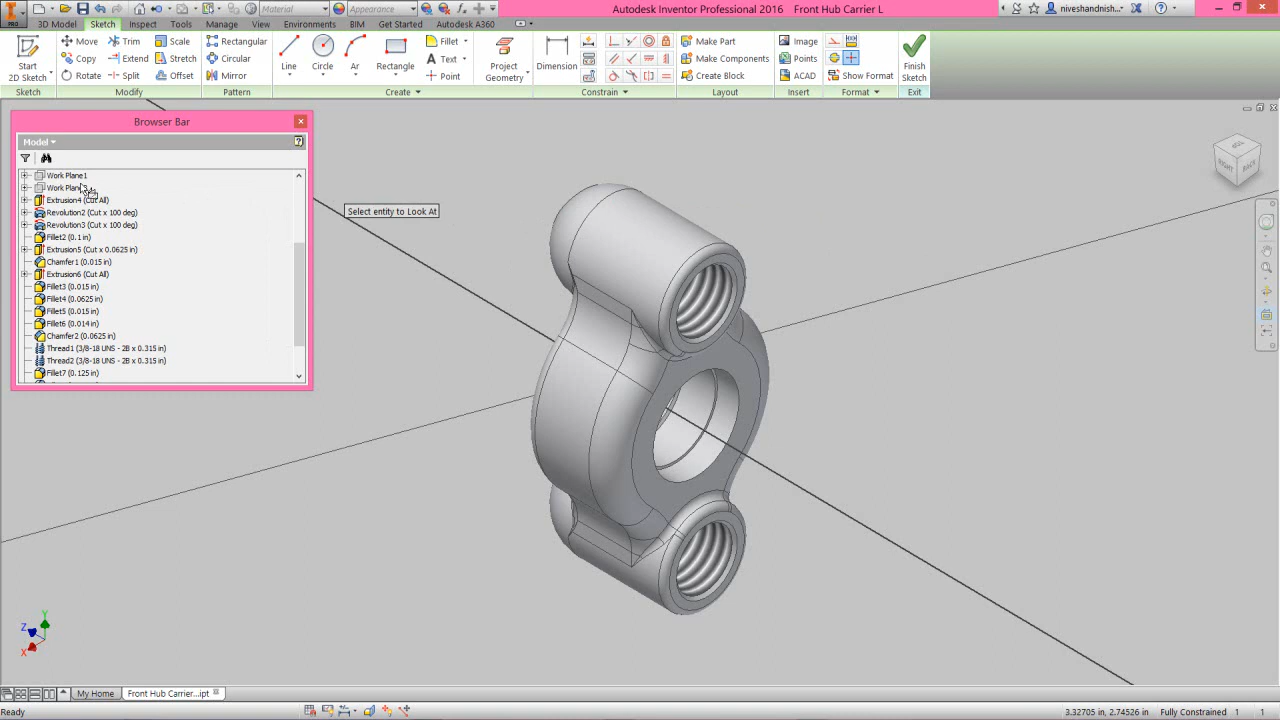 PRO
Material
Appearance
Autodesk Inventor Professional 2016   Front Hub Carrier L
niveshandnish...
3D Model
Sketch
Inspect
Tools
Manage
View
Environments
BIM
Get Started
Autodesk A360
Start
2D Sketch
Move
Copy
Rotate
Trim
Extend
Split
Scale
Stretch
Offset
Rectangular
Circular
Mirror
Line
Circle
Ar
Rectangle
Fillet
Text
Point
Project
Geometry
Dimension
Make Part
Make Components
Create Block
Image
Points
ACAD
Show Format
Finish
Sketch
Sketch
Modify
Pattern
Create
Constrain
Layout
Insert
Format
Exit
Browser Bar
Model
Work Plane1
Extrusion4 (Cut All)
Revolution2 (Cut x 100 deg)
Revolution3 (Cut x 100 deg)
Fillet2 (0.1 in)
Extrusion5 (Cut x 0.0625 in)
Chamfer1 (0.015 in)
Extrusion6 (Cut All)
Fillet3 (0.015 in)
Fillet4 (0.0625 in)
Fillet5 (0.015 in)
Fillet6 (0.014 in)
Chamfer2 (0.0625 in)
Thread1 (3/8-18 UNS - 2B x 0.315 in)
Thread2 (3/8-18 UNS - 2B x 0.315 in)
Fillet7 (0.125 in)
Select entity to Look At
RIGHT
BACK
Y
Z
X
My Home
Front Hub Carrier...ipt
Ready
3.32705 in, 2.74526 in
Fully Constrained
1
1